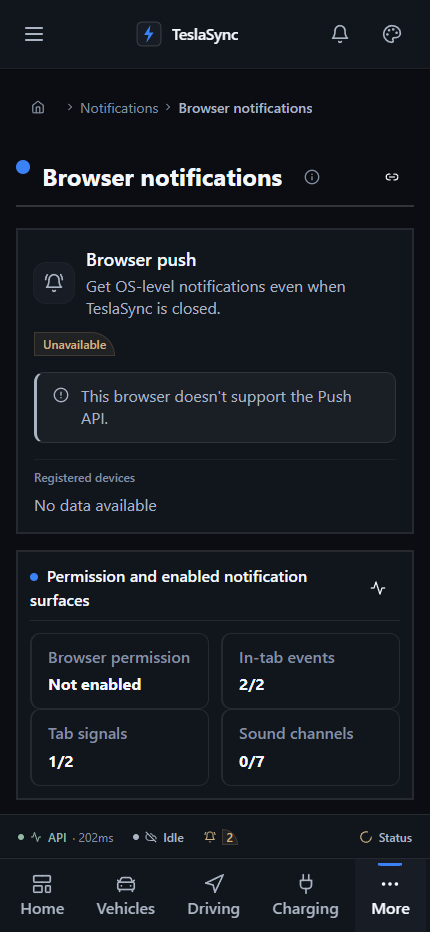 TeslaSync
Notifications Browser notifications
Browser notifications
Browser push
Get OS-level notifications even when
TeslaSync is closed.
Unavailable
This browser doesn't support the Push
API.
Registered devices
No data available
Permission and enabled notification
surfaces
Browser permission
Not enabled
In-tab events
2/2
Tab signals
1/2
Sound channels
0/7
API · 202ms Idle 2 Status
Home Vehicles Driving Charging More